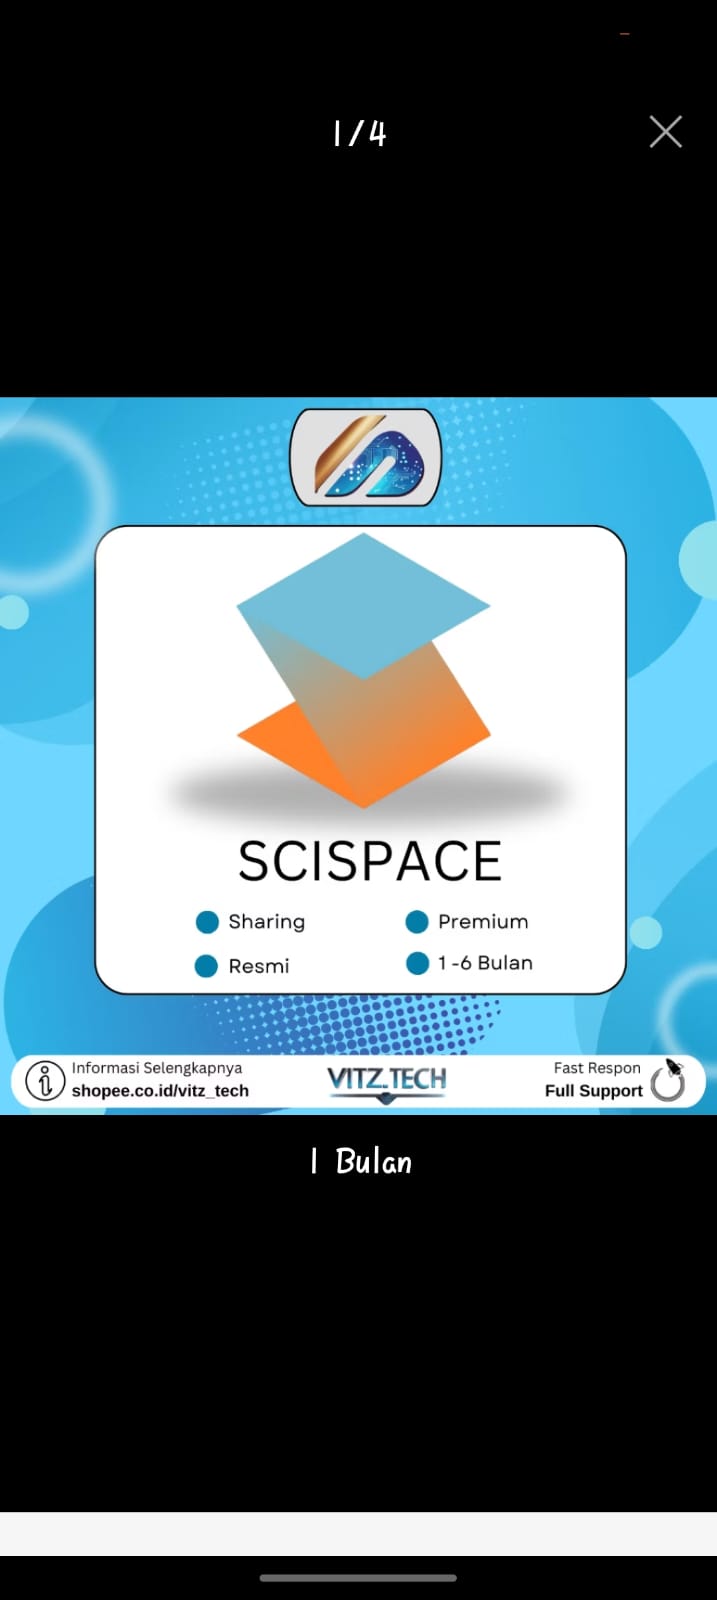 1/4
SCISPACE
Sharing
Premium
Resmi
1-6 Bulan
Informasi Selengkapnya
shopee.co.id/vitz_tech
VITZ.TECH
Fast Respon
Full Support
1 Bulan